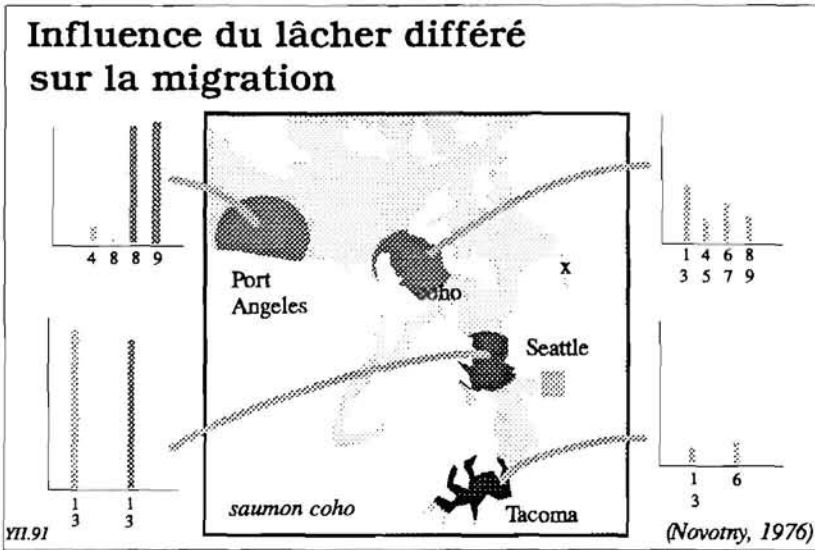 Influence du lâcher différé
sur la migration
4 8 8 9
1 4 6 8
3 5 7 9
Port
Angeles
coho
x
Seattle
1 1
3 3
1 6
3
saumon coho
Tacoma
YII.91
(Novotny, 1976)